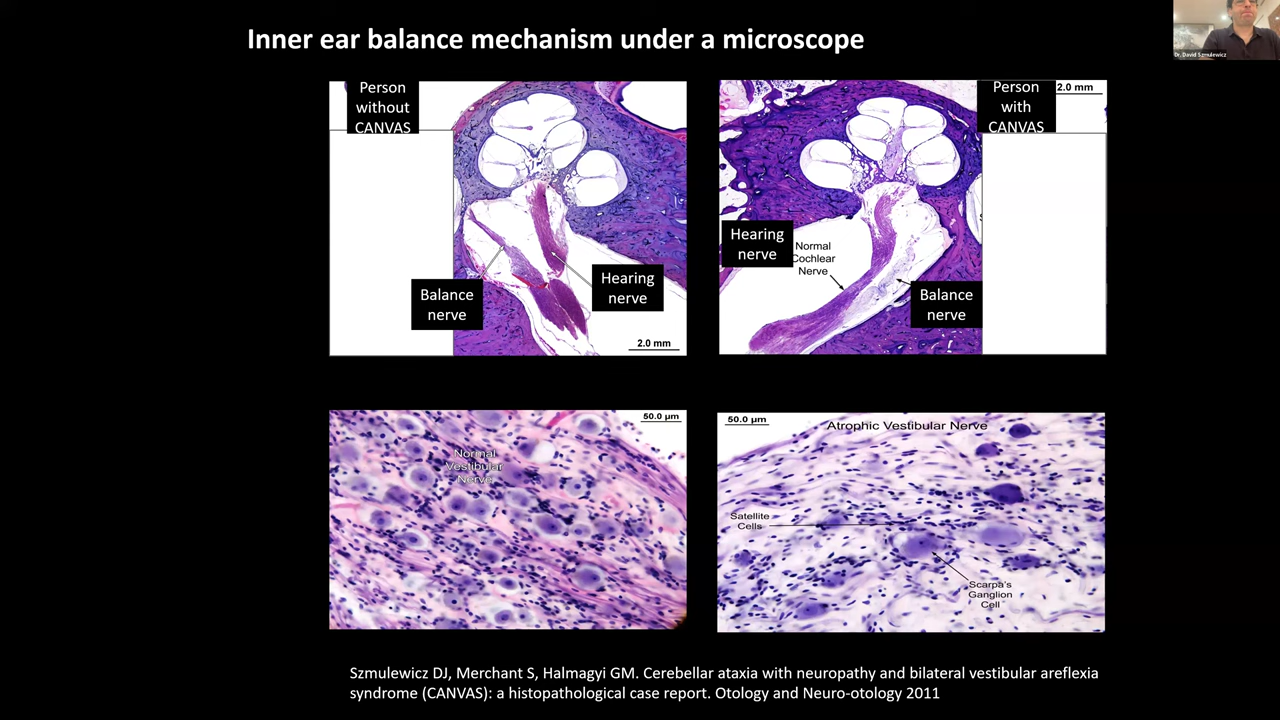 Inner ear balance mechanism under a microscope
Dr. David Szmulewicz
Person
without
CANVAS
Balance
nerve
Hearing
nerve
2.0 mm
Person
with
CANVAS
2.0 mm
Hearing
nerve
Normal
Cochlear
Nerve
Balance
nerve
50.0 µm
Normal
Vestibular
Nerve
50.0 µm
Atrophic Vestibular Nerve
Satellite
Cells
Scarpa's
Ganglion
Cell
Szmulewicz DJ, Merchant S, Halmagyi GM. Cerebellar ataxia with neuropathy and bilateral vestibular areflexia
syndrome (CANVAS): a histopathological case report. Otology and Neuro-otology 2011